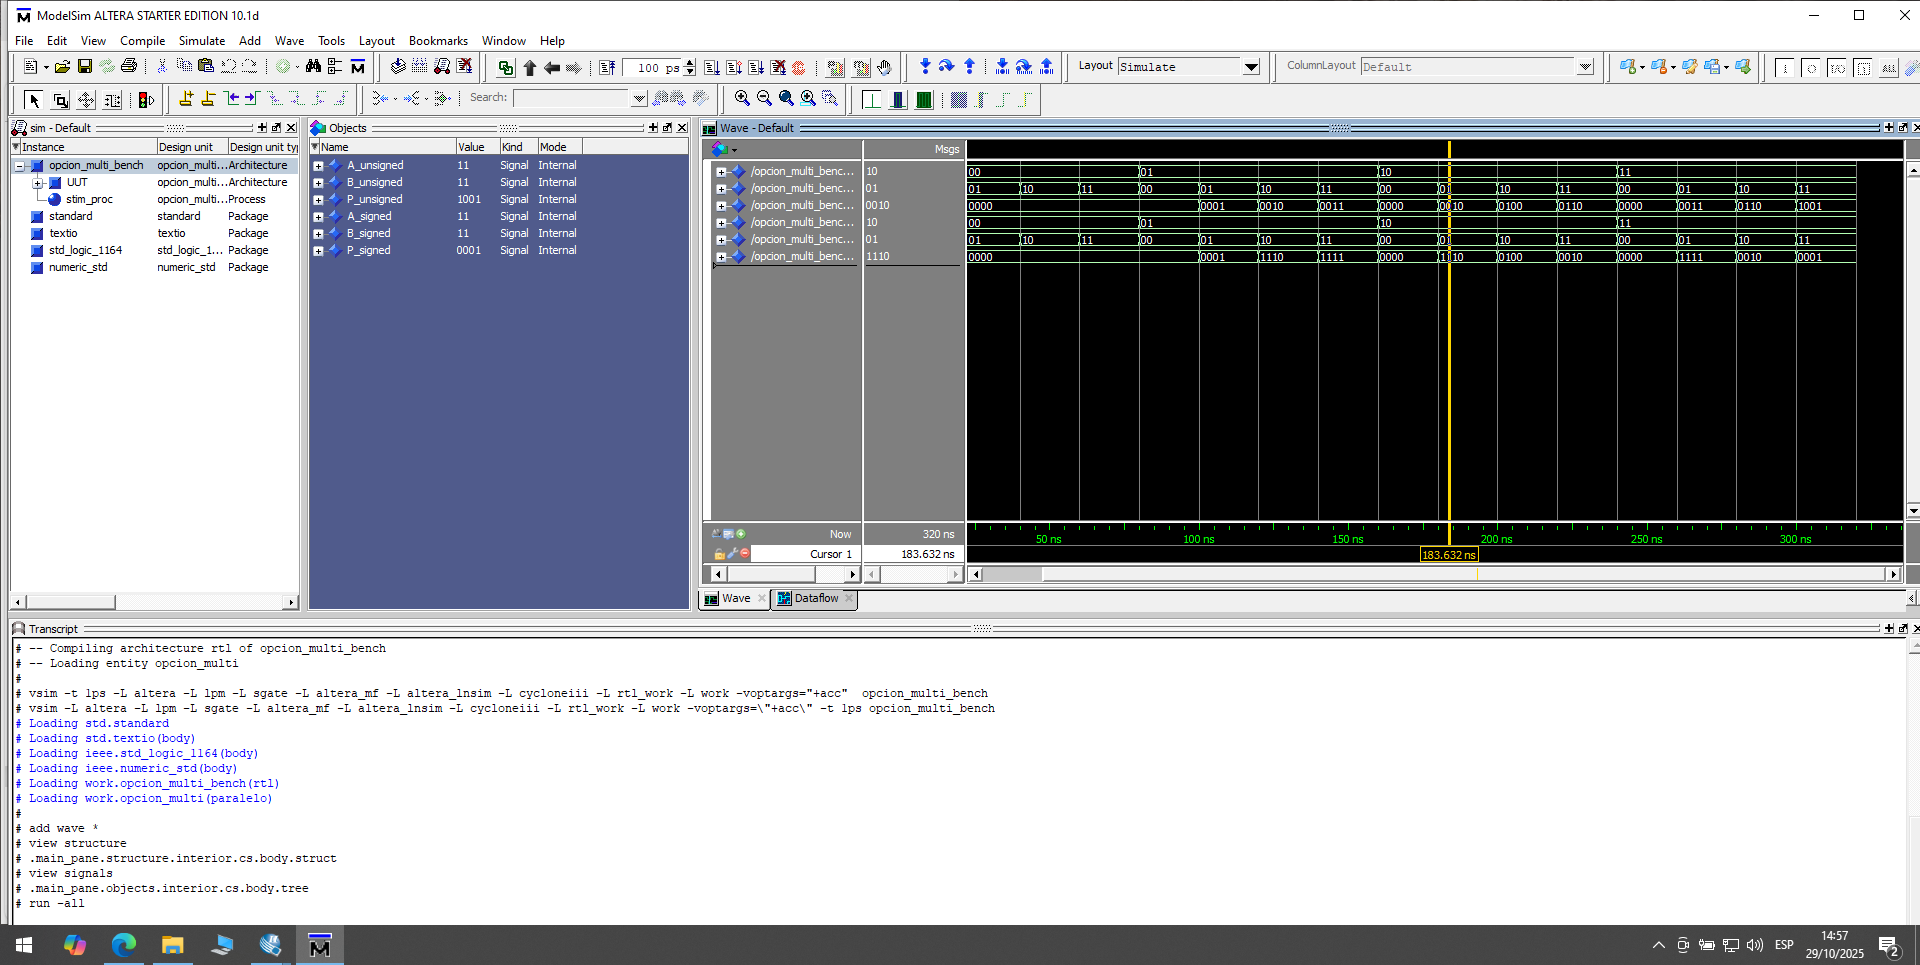 ModelSim ALTERA STARTER EDITION 10.1d
File Edit View Compile Simulate Add Wave Tools Layout Bookmarks Window Help
100 ps
Layout Simulate
ColumnLayout Default
Search:
sim - Default
Instance Design unit Design unit typ
opcion_multi_bench opcion_multi... Architecture
UUT opcion_multi... Architecture
stim_proc opcion_multi... Process
standard standard Package
textio textio Package
std_logic_1164 std_logic_1... Package
numeric_std numeric_std Package
Objects
Name Value Kind Mode
A_unsigned 11 Signal Internal
B_unsigned 11 Signal Internal
P_unsigned 1001 Signal Internal
A_signed 11 Signal Internal
B_signed 11 Signal Internal
P_signed 0001 Signal Internal
Wave - Default
Msgs
/opcion_multi_benc... 10 00 01 10 11
/opcion_multi_benc... 01 01 10 11 00 01 10 11 00 01 10 11 00 01 10 11
/opcion_multi_benc... 0010 0000 0001 0010 0011 0000 0010 0100 0110 0000 0011 0110 1001
/opcion_multi_benc... 10 00 01 10 11
/opcion_multi_benc... 01 01 10 11 00 01 10 11 00 01 10 11 00 01 10 11
/opcion_multi_benc... 1110 0000 0001 1110 1111 0000 1110 0100 0010 0000 1111 0010 0001
Now 320 ns
50 ns 100 ns 150 ns 200 ns 250 ns 300 ns
Cursor 1 183.632 ns 183.632 ns
Wave Dataflow
Transcript
# -- Compiling architecture rtl of opcion_multi_bench
# -- Loading entity opcion_multi
#
# vsim -t 1ps -L altera -L lpm -L sgate -L altera_mf -L altera_lnsim -L cycloneiii -L rtl_work -L work -voptargs="+acc"  opcion_multi_bench
# vsim -L altera -L lpm -L sgate -L altera_mf -L altera_lnsim -L cycloneiii -L rtl_work -L work -voptargs=\"+acc\" -t 1ps opcion_multi_bench
# Loading std.standard
# Loading std.textio(body)
# Loading ieee.std_logic_1164(body)
# Loading ieee.numeric_std(body)
# Loading work.opcion_multi_bench(rtl)
# Loading work.opcion_multi(paralelo)
#
# add wave *
# view structure
# .main_pane.structure.interior.cs.body.struct
# view signals
# .main_pane.objects.interior.cs.body.tree
# run -all
ESP
14:57
29/10/2025
2